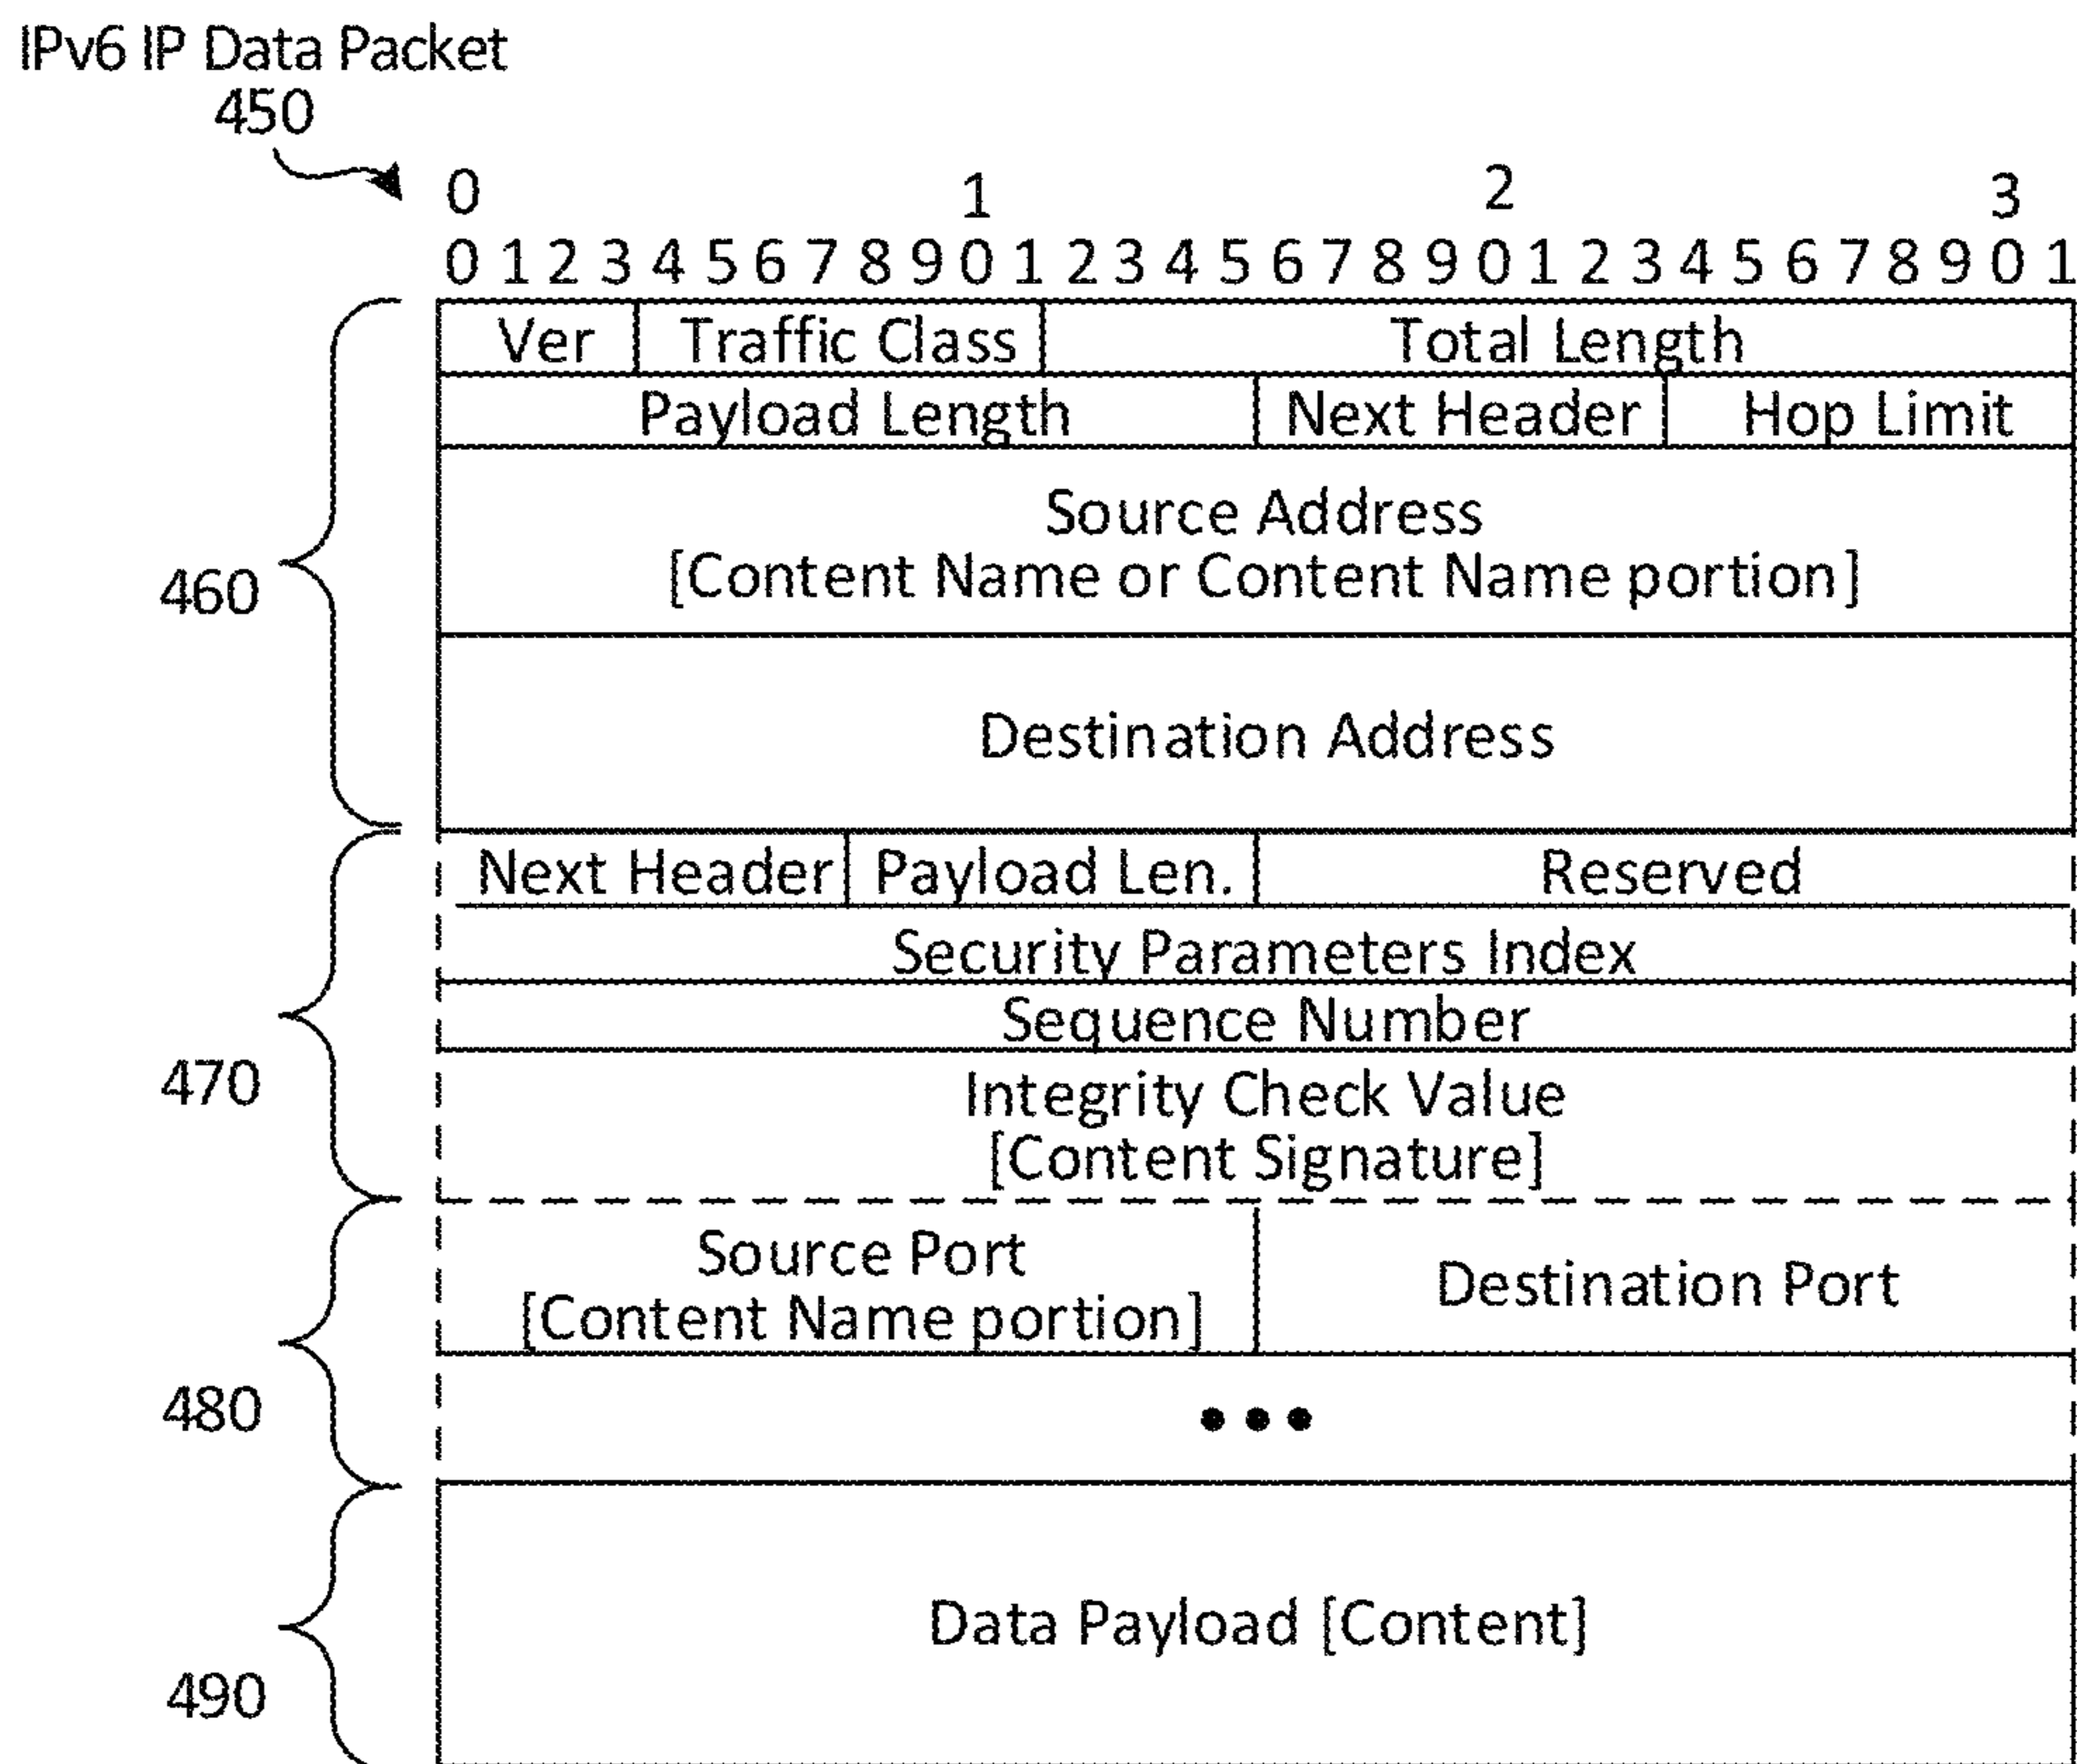 IPv6 IP Data Packet
450
0 1 2 3
0 1 2 3 4 5 6 7 8 9 0 1 2 3 4 5 6 7 8 9 0 1 2 3 4 5 6 7 8 9 0 1
Ver Traffic Class Total Length
Payload Length Next Header Hop Limit
Source Address
[Content Name or Content Name portion]
460
Destination Address
Next Header Payload Len. Reserved
Security Parameters Index
Sequence Number
470
Integrity Check Value
[Content Signature]
Source Port
[Content Name portion]
Destination Port
480
•••
Data Payload [Content]
490